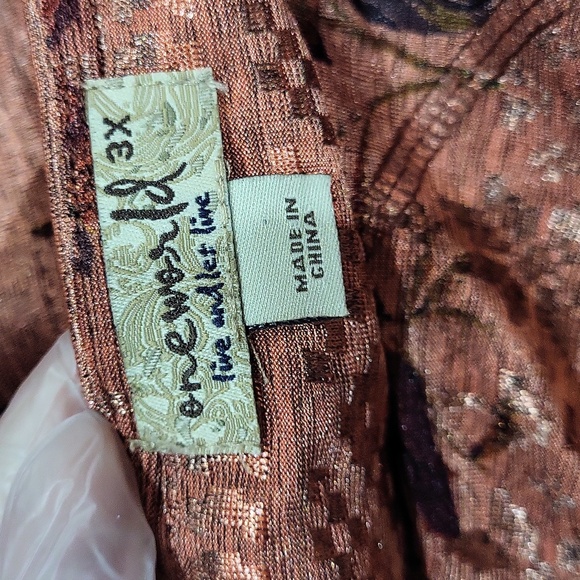 oneworld
live and let live
3X
MADE IN
CHINA